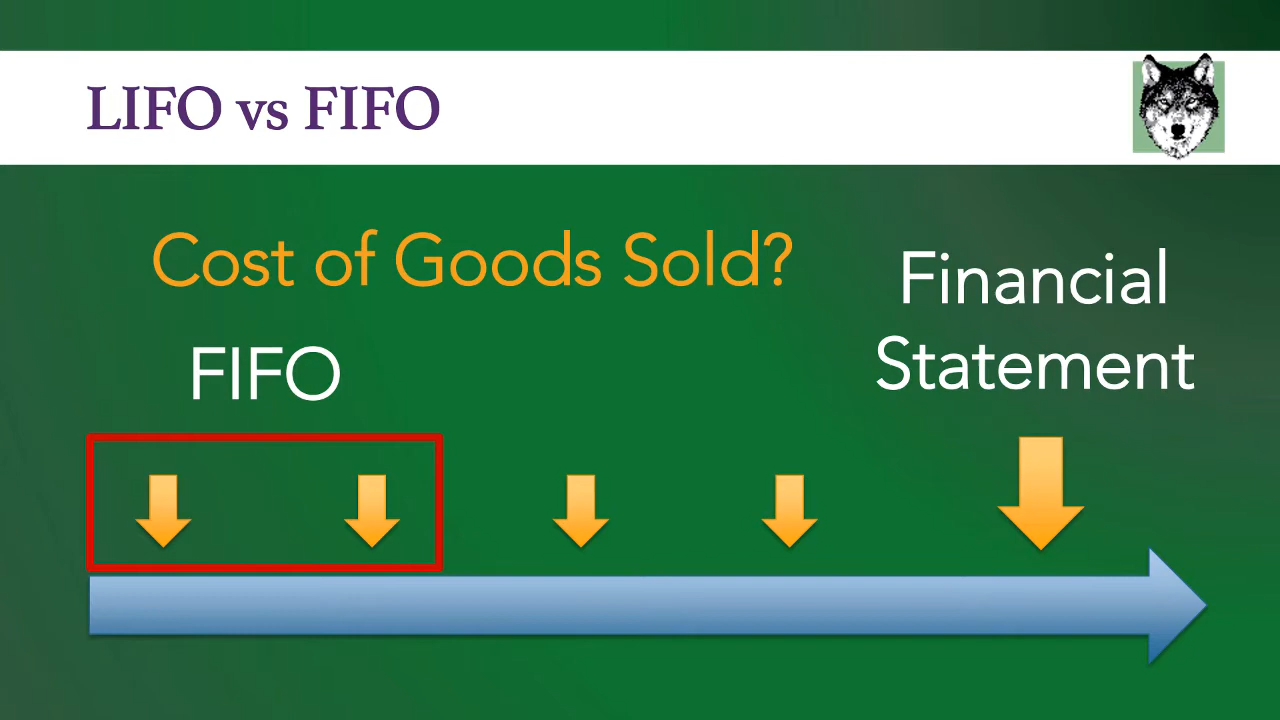 LIFO vs FIFO
Cost of Goods Sold?
Financial
Statement
FIFO